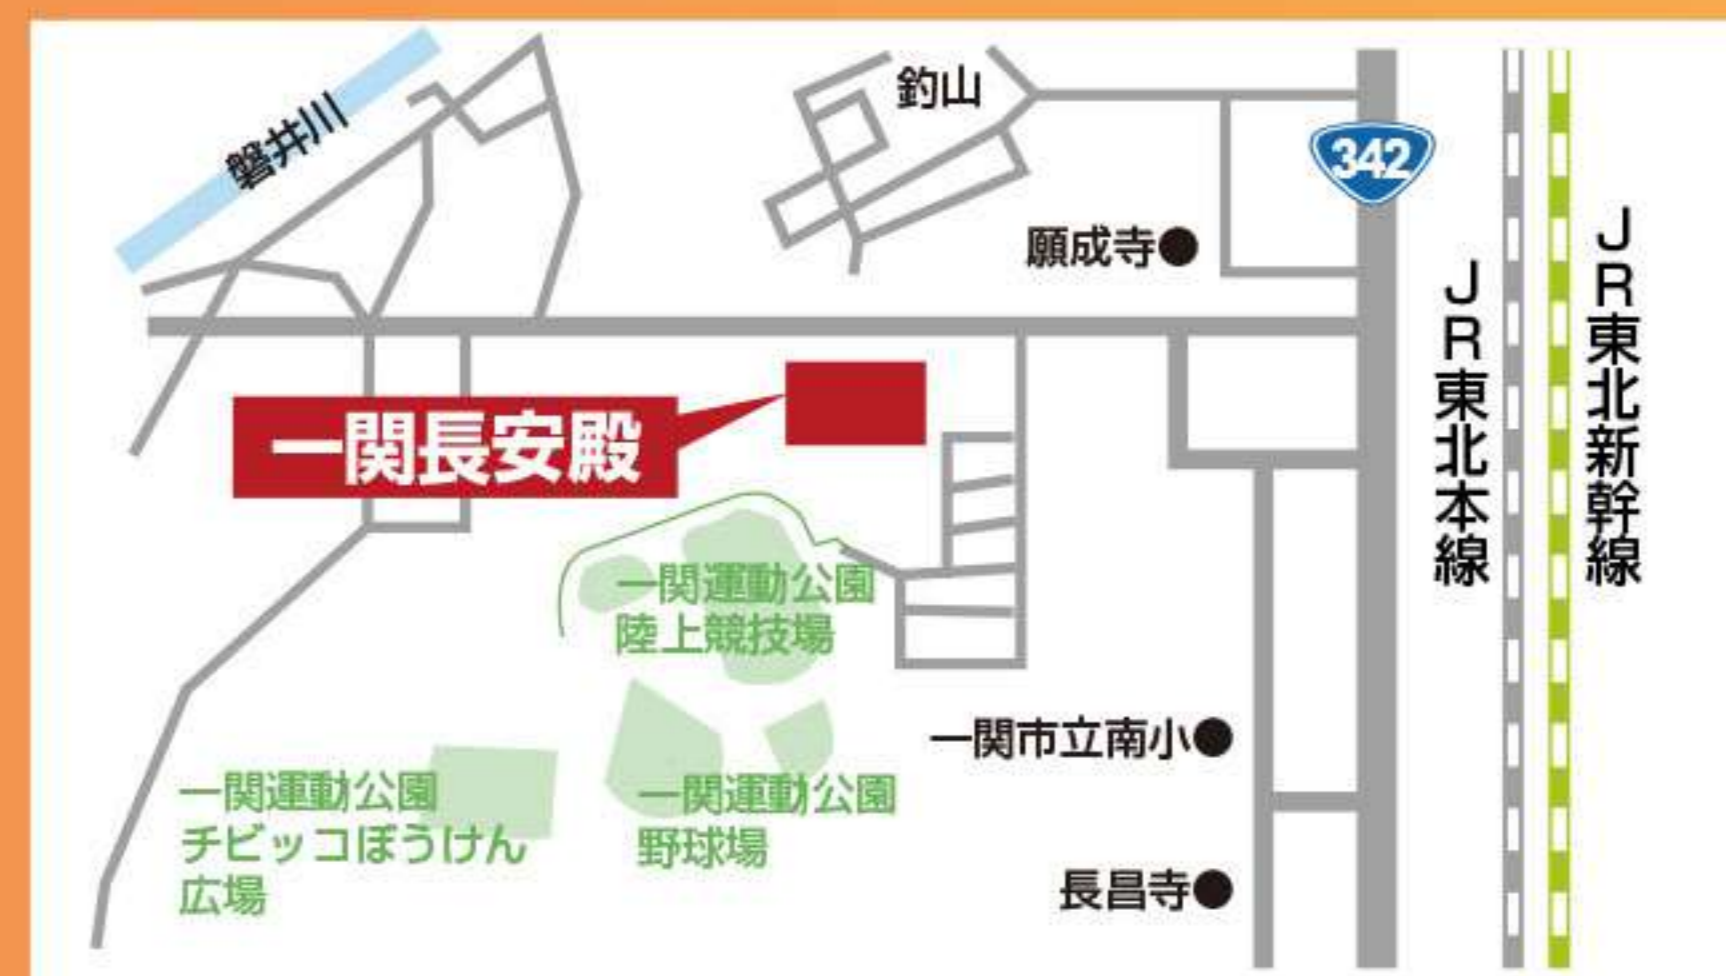 釣山
磐井川
342
願成寺
JR東北本線
JR東北新幹線
一関長安殿
一関運動公園
陸上競技場
一関市立南小
一関運動公園
チビッコぼうけん
広場
一関運動公園
野球場
長昌寺